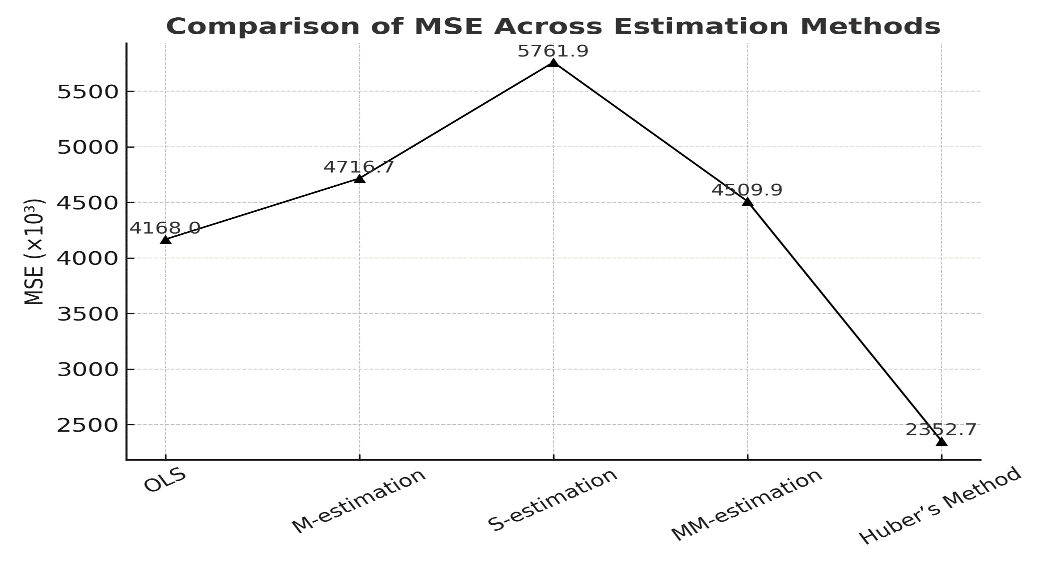 Comparison of MSE Across Estimation Methods
MSE (×10³)
5500
5000
4500
4000
3500
3000
2500
4168.0
4716.7
5761.9
4509.9
2352.7
OLS
M-estimation
S-estimation
MM-estimation
Huber’s Method